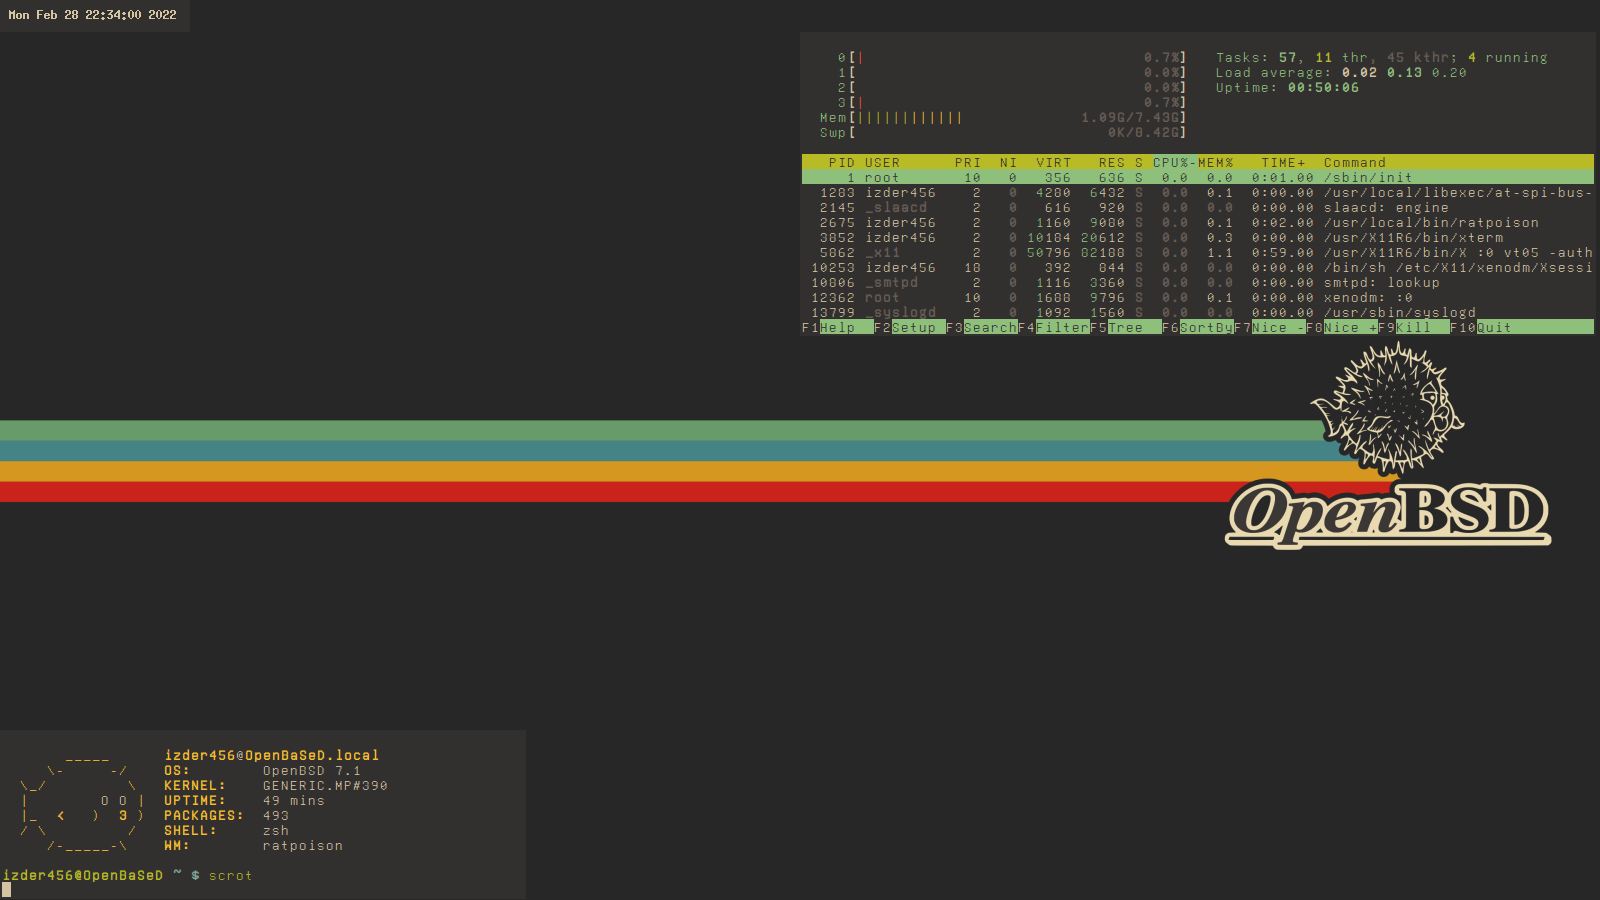 Mon Feb 28 22:34:00 2022
0[| 0.7%] Tasks: 57, 11 thr, 45 kthr; 4 running
1[ 0.0%] Load average: 0.02 0.13 0.20
2[ 0.0%] Uptime: 00:50:06
3[| 0.7%]
Mem[|||||||||||| 1.09G/7.43G]
Swp[ 0K/8.42G]
PID USER PRI NI VIRT RES S CPU%-MEM% TIME+ Command
1 root 10 0 356 636 S 0.0 0.0 0:01.00 /sbin/init
1283 izder456 2 0 4280 6432 S 0.0 0.1 0:00.00 /usr/local/libexec/at-spi-bus-
2145 _slaacd 2 0 616 920 S 0.0 0.0 0:00.00 slaacd: engine
2675 izder456 2 0 1160 9080 S 0.0 0.1 0:02.00 /usr/local/bin/ratpoison
3852 izder456 2 0 10184 20612 S 0.0 0.3 0:00.00 /usr/X11R6/bin/xterm
5862 _x11 2 0 50796 82188 S 0.0 1.1 0:59.00 /usr/X11R6/bin/X :0 vt05 -auth
10253 izder456 18 0 392 844 S 0.0 0.0 0:00.00 /bin/sh /etc/X11/xenodm/Xsessi
10806 _smtpd 2 0 1116 3360 S 0.0 0.0 0:00.00 smtpd: lookup
12362 root 10 0 1688 9796 S 0.0 0.1 0:00.00 xenodm: :0
13799 _syslogd 2 0 1092 1560 S 0.0 0.0 0:00.00 /usr/sbin/syslogd
F1Help F2Setup F3SearchF4FilterF5Tree F6SortByF7Nice -F8Nice +F9Kill F10Quit
OpenBSD
izder456@OpenBaSeD.local
OS: OpenBSD 7.1
KERNEL: GENERIC.MP#390
UPTIME: 49 mins
PACKAGES: 493
SHELL: zsh
WM: ratpoison
izder456@OpenBaSeD ~ $ scrot